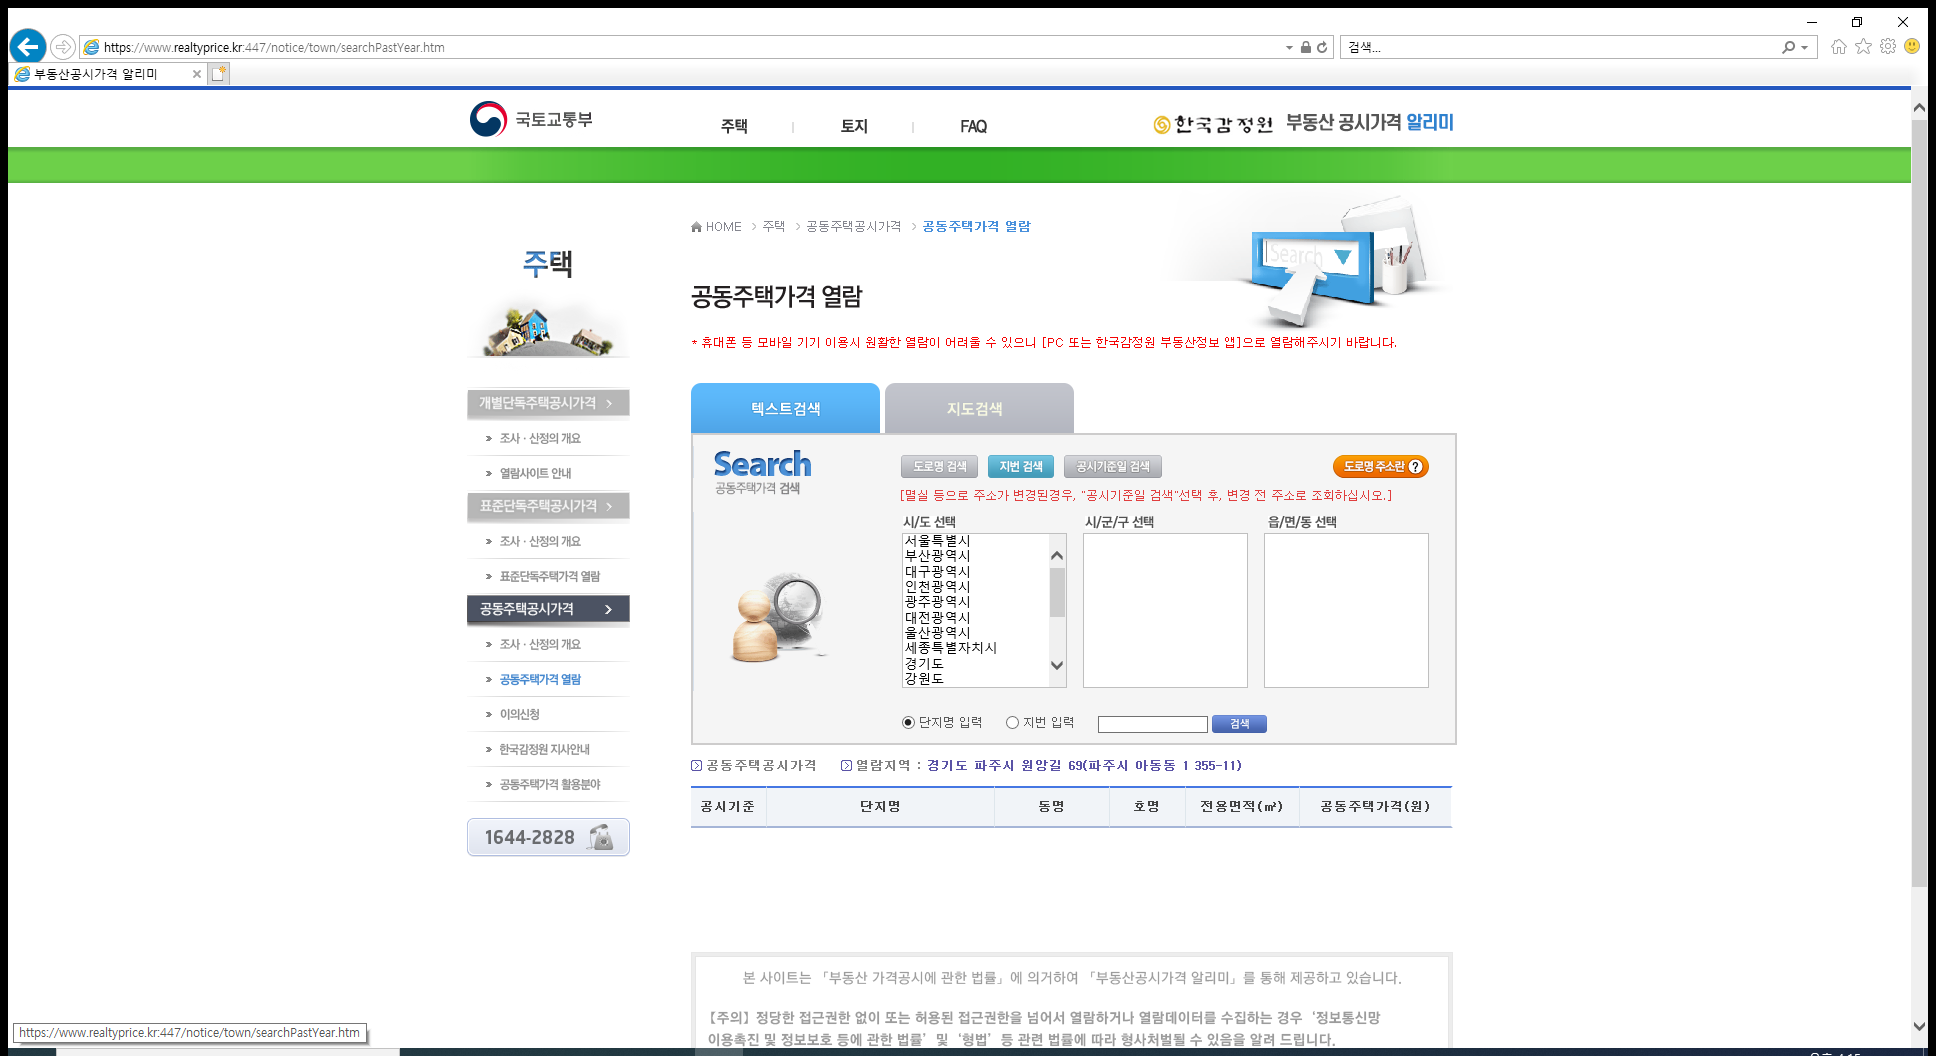 https://www.realtyprice.kr:447/notice/town/searchPastYear.htm
검색...
부동산공시가격 알리미
국토교통부
주택
토지
FAQ
한국감정원 부동산 공시가격 알리미
HOME > 주택 > 공동주택공시가격 > 공동주택가격 열람
주택
공동주택가격 열람
* 휴대폰 등 모바일 기기 이용시 원활한 열람이 어려울 수 있으니 [PC 또는 한국감정원 부동산정보 앱]으로 열람해주시기 바랍니다.
개별단독주택공시가격 >
» 조사 · 산정의 개요
» 열람사이트 안내
표준단독주택공시가격 >
» 조사 · 산정의 개요
» 표준단독주택가격 열람
공동주택공시가격 >
» 조사 · 산정의 개요
» 공동주택가격 열람
» 이의신청
» 한국감정원 지사안내
» 공동주택가격 활용분야
1644-2828
텍스트검색
지도검색
Search
공동주택가격 검색
Search
도로명 검색
지번 검색
공시기준일 검색
도로명 주소란 ?
[멸실 등으로 주소가 변경된경우, "공시기준일 검색"선택 후, 변경 전 주소로 조회하십시오.]
시/도 선택
시/군/구 선택
읍/면/동 선택
서울특별시
부산광역시
대구광역시
인천광역시
광주광역시
대전광역시
울산광역시
세종특별자치시
경기도
강원도
단지명 입력
지번 입력
검색
공동주택공시가격
열람지역 : 경기도 파주시 원앙길 69(파주시 아동동 1 355-11)
공시기준
단지명
동명
호명
전용면적(㎡)
공동주택가격(원)
본 사이트는 「부동산 가격공시에 관한 법률」에 의거하여 「부동산공시가격 알리미」를 통해 제공하고 있습니다.
【주의】정당한 접근권한 없이 또는 허용된 접근권한을 넘어서 열람하거나 열람데이터를 수집하는 경우 ‘정보통신망
이용촉진 및 정보보호 등에 관한 법률’ 및 ‘형법’ 등 관련 법률에 따라 형사처벌될 수 있음을 알려 드립니다.
https://www.realtyprice.kr:447/notice/town/searchPastYear.htm